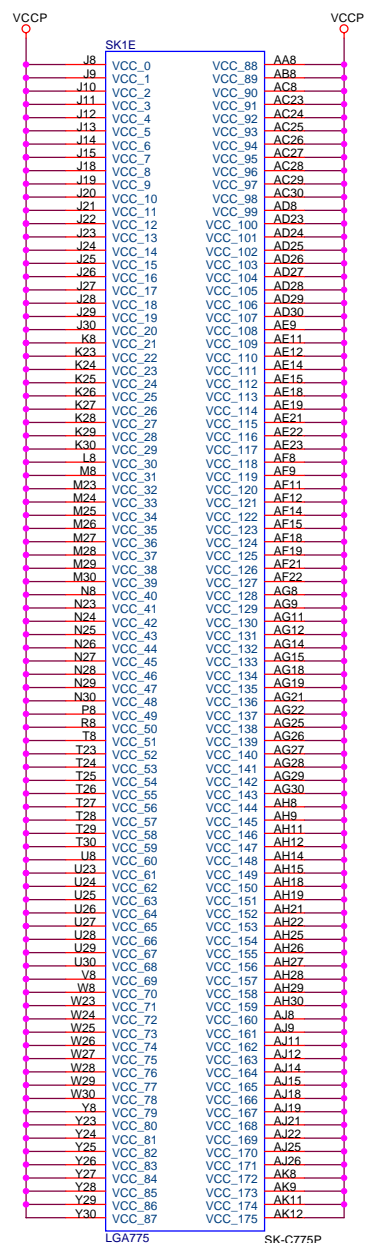 VCCP VCCP
SK1E
J8 VCC_0 VCC_88 AA8
J9 VCC_1 VCC_89 AB8
J10 VCC_2 VCC_90 AC8
J11 VCC_3 VCC_91 AC23
J12 VCC_4 VCC_92 AC24
J13 VCC_5 VCC_93 AC25
J14 VCC_6 VCC_94 AC26
J15 VCC_7 VCC_95 AC27
J18 VCC_8 VCC_96 AC28
J19 VCC_9 VCC_97 AC29
J20 VCC_10 VCC_98 AC30
J21 VCC_11 VCC_99 AD8
J22 VCC_12 VCC_100 AD23
J23 VCC_13 VCC_101 AD24
J24 VCC_14 VCC_102 AD25
J25 VCC_15 VCC_103 AD26
J26 VCC_16 VCC_104 AD27
J27 VCC_17 VCC_105 AD28
J28 VCC_18 VCC_106 AD29
J29 VCC_19 VCC_107 AD30
J30 VCC_20 VCC_108 AE9
K8 VCC_21 VCC_109 AE11
K23 VCC_22 VCC_110 AE12
K24 VCC_23 VCC_111 AE14
K25 VCC_24 VCC_112 AE15
K26 VCC_25 VCC_113 AE18
K27 VCC_26 VCC_114 AE19
K28 VCC_27 VCC_115 AE21
K29 VCC_28 VCC_116 AE22
K30 VCC_29 VCC_117 AE23
L8 VCC_30 VCC_118 AF8
M8 VCC_31 VCC_119 AF9
M23 VCC_32 VCC_120 AF11
M24 VCC_33 VCC_121 AF12
M25 VCC_34 VCC_122 AF14
M26 VCC_35 VCC_123 AF15
M27 VCC_36 VCC_124 AF18
M28 VCC_37 VCC_125 AF19
M29 VCC_38 VCC_126 AF21
M30 VCC_39 VCC_127 AF22
N8 VCC_40 VCC_128 AG8
N23 VCC_41 VCC_129 AG9
N24 VCC_42 VCC_130 AG11
N25 VCC_43 VCC_131 AG12
N26 VCC_44 VCC_132 AG14
N27 VCC_45 VCC_133 AG15
N28 VCC_46 VCC_134 AG18
N29 VCC_47 VCC_135 AG19
N30 VCC_48 VCC_136 AG21
P8 VCC_49 VCC_137 AG22
R8 VCC_50 VCC_138 AG25
T8 VCC_51 VCC_139 AG26
T23 VCC_52 VCC_140 AG27
T24 VCC_53 VCC_141 AG28
T25 VCC_54 VCC_142 AG29
T26 VCC_55 VCC_143 AG30
T27 VCC_56 VCC_144 AH8
T28 VCC_57 VCC_145 AH9
T29 VCC_58 VCC_146 AH11
T30 VCC_59 VCC_147 AH12
U8 VCC_60 VCC_148 AH14
U23 VCC_61 VCC_149 AH15
U24 VCC_62 VCC_150 AH18
U25 VCC_63 VCC_151 AH19
U26 VCC_64 VCC_152 AH21
U27 VCC_65 VCC_153 AH22
U28 VCC_66 VCC_154 AH25
U29 VCC_67 VCC_155 AH26
U30 VCC_68 VCC_156 AH27
V8 VCC_69 VCC_157 AH28
W8 VCC_70 VCC_158 AH29
W23 VCC_71 VCC_159 AH30
W24 VCC_72 VCC_160 AJ8
W25 VCC_73 VCC_161 AJ9
W26 VCC_74 VCC_162 AJ11
W27 VCC_75 VCC_163 AJ12
W28 VCC_76 VCC_164 AJ14
W29 VCC_77 VCC_165 AJ15
W30 VCC_78 VCC_166 AJ18
Y8 VCC_79 VCC_167 AJ19
Y23 VCC_80 VCC_168 AJ21
Y24 VCC_81 VCC_169 AJ22
Y25 VCC_82 VCC_170 AJ25
Y26 VCC_83 VCC_171 AJ26
Y27 VCC_84 VCC_172 AK8
Y28 VCC_85 VCC_173 AK9
Y29 VCC_86 VCC_174 AK11
Y30 VCC_87 VCC_175 AK12
LGA775 SK-C775P